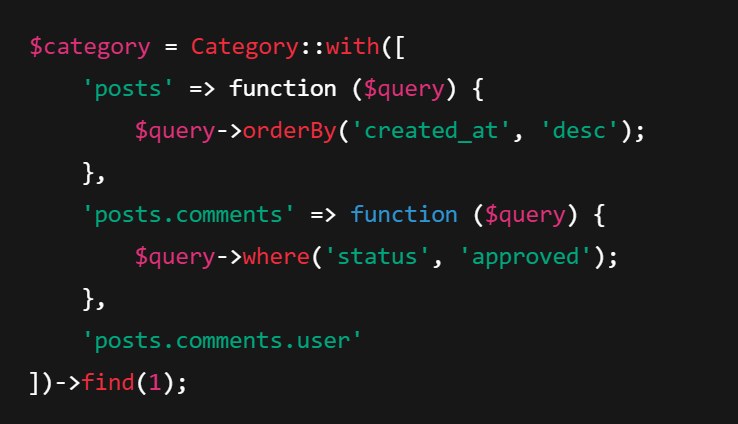 $category = Category::with([
    'posts' => function ($query) {
        $query->orderBy('created_at', 'desc');
    },
    'posts.comments' => function ($query) {
        $query->where('status', 'approved');
    },
    'posts.comments.user'
])->find(1);